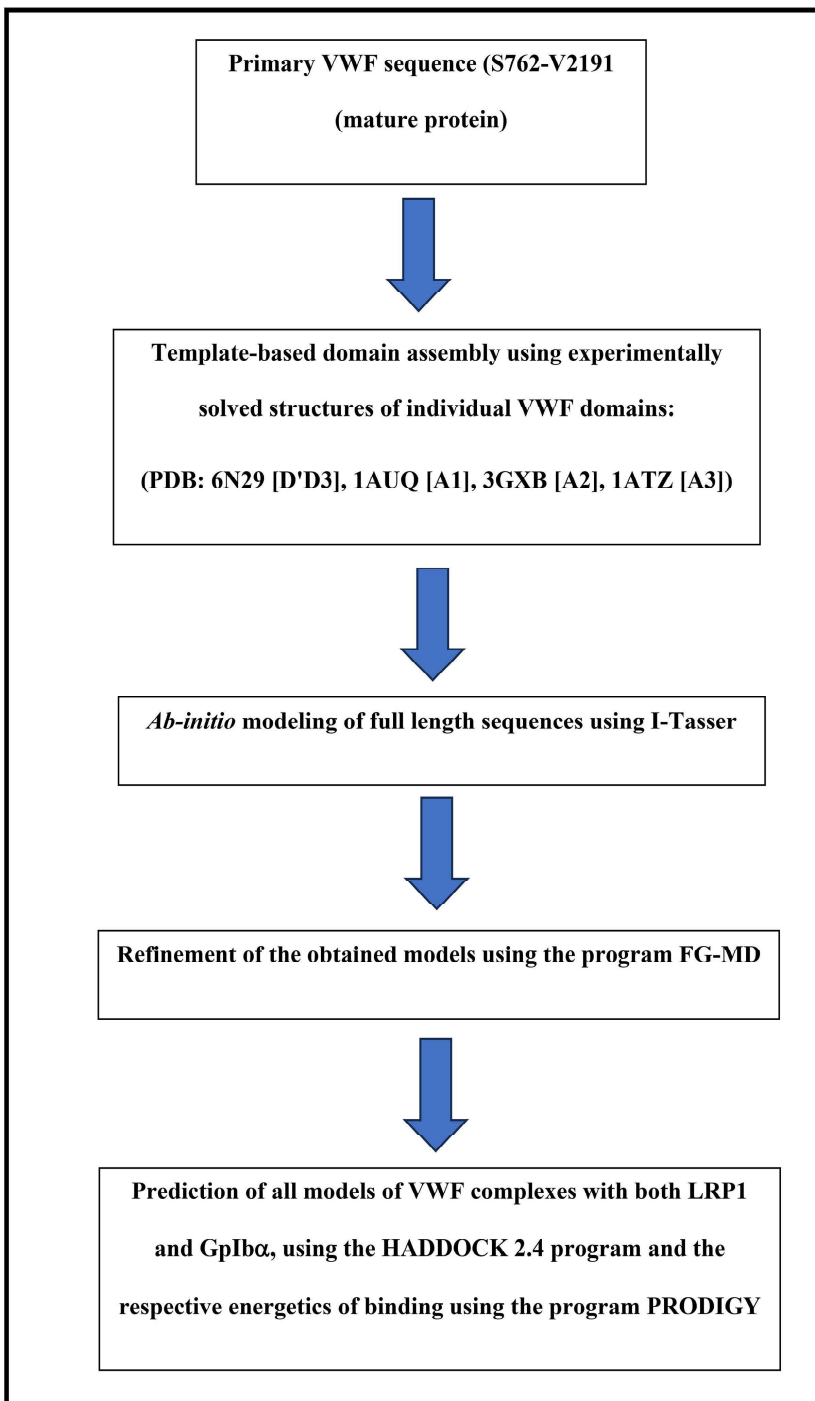 Primary VWF sequence (S762-V2191
(mature protein)
Template-based domain assembly using experimentally
solved structures of individual VWF domains:
(PDB: 6N29 [D'D3], 1AUQ [A1], 3GXB [A2], 1ATZ [A3])
Ab-initio modeling of full length sequences using I-Tasser
Refinement of the obtained models using the program FG-MD
Prediction of all models of VWF complexes with both LRP1
and GpIbα, using the HADDOCK 2.4 program and the
respective energetics of binding using the program PRODIGY